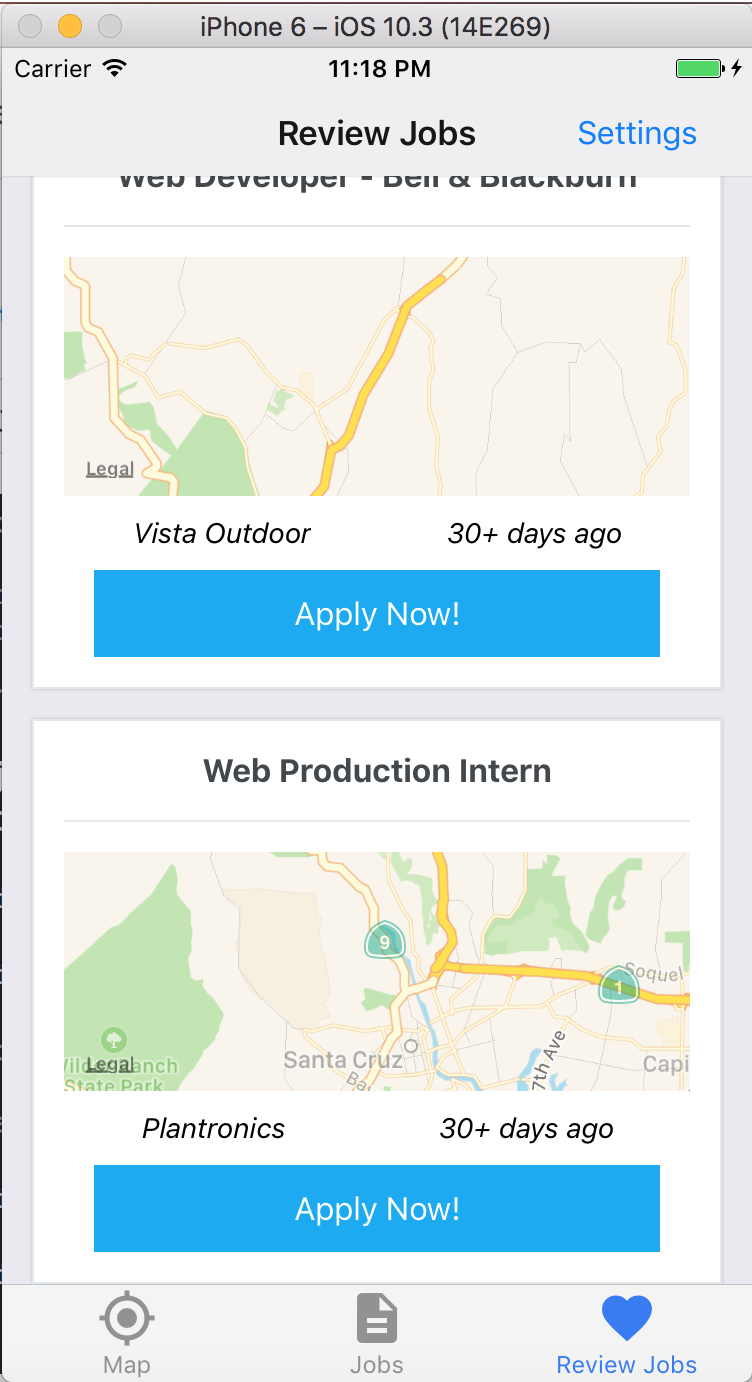 iPhone 6 – iOS 10.3 (14E269)
Carrier 11:18 PM
Review Jobs Settings
Web Developer - Bell & Blackburn
Legal
Vista Outdoor 30+ days ago
Apply Now!
Web Production Intern
9
Soquel
1
Legal
Santa Cruz
7th Ave
Capi
State Park
Ba
Plantronics 30+ days ago
Apply Now!
Map Jobs Review Jobs